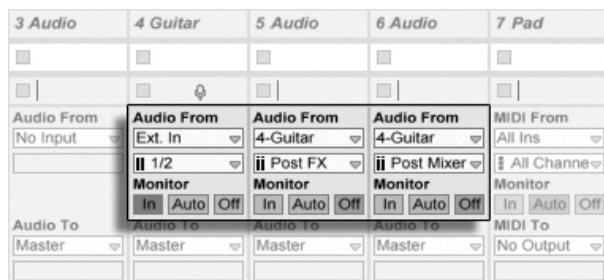 3 Audio 4 Guitar 5 Audio 6 Audio 7 Pad
Audio From Audio From Audio From Audio From MIDI From
No Input Ext. In 4-Guitar 4-Guitar All Ins
1/2 Post FX Post Mixer All Channe
Monitor Monitor Monitor Monitor
In Auto Off In Auto Off In Auto Off In Auto Off
Audio To Audio To Audio To Audio To MIDI To
Master Master Master Master No Output